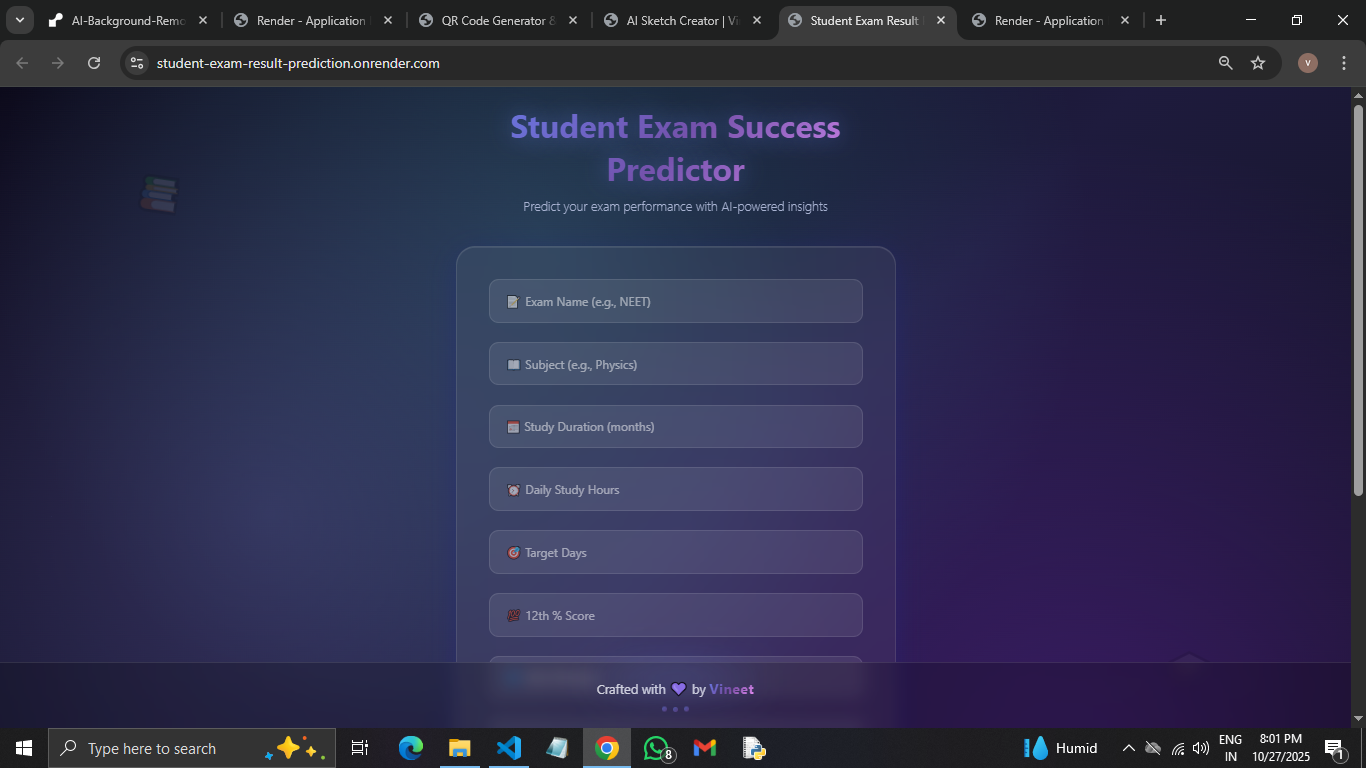 AI-Background-Remo
Render - Application
QR Code Generator &
AI Sketch Creator | Vi
Student Exam Result
Render - Application
student-exam-result-prediction.onrender.com
V
Student Exam Success
Predictor
Predict your exam performance with AI-powered insights
Exam Name (e.g., NEET)
Subject (e.g., Physics)
Study Duration (months)
Daily Study Hours
Target Days
12th % Score
Crafted with 💜 by Vineet
Type here to search
8
Humid
ENG
IN
8:01 PM
10/27/2025
1